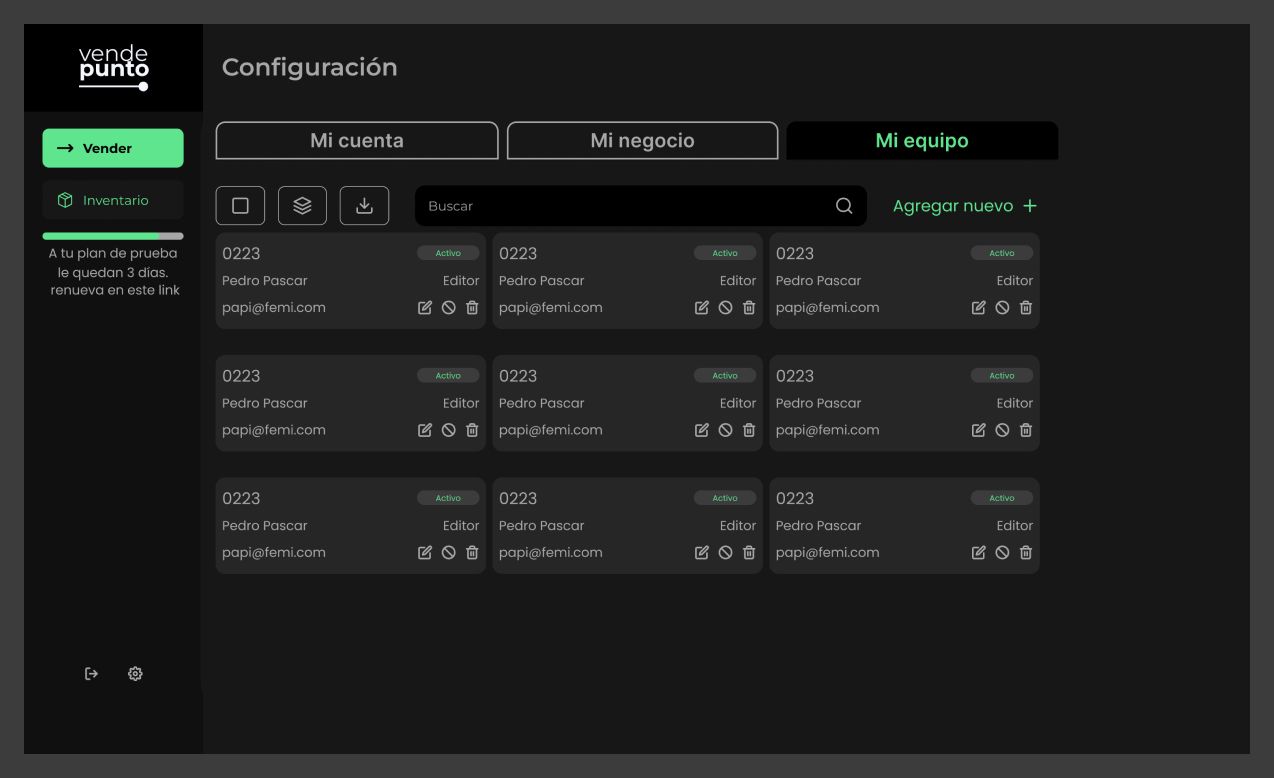 vende
punto
Configuración
Mi cuenta
Mi negocio
Mi equipo
Vender
Inventario
A tu plan de prueba
le quedan 3 días.
renueva en este link
Buscar
Agregar nuevo +
0223 Activo
Pedro Pascar Editor
papi@femi.com
0223 Activo
Pedro Pascar Editor
papi@femi.com
0223 Activo
Pedro Pascar Editor
papi@femi.com
0223 Activo
Pedro Pascar Editor
papi@femi.com
0223 Activo
Pedro Pascar Editor
papi@femi.com
0223 Activo
Pedro Pascar Editor
papi@femi.com
0223 Activo
Pedro Pascar Editor
papi@femi.com
0223 Activo
Pedro Pascar Editor
papi@femi.com
0223 Activo
Pedro Pascar Editor
papi@femi.com